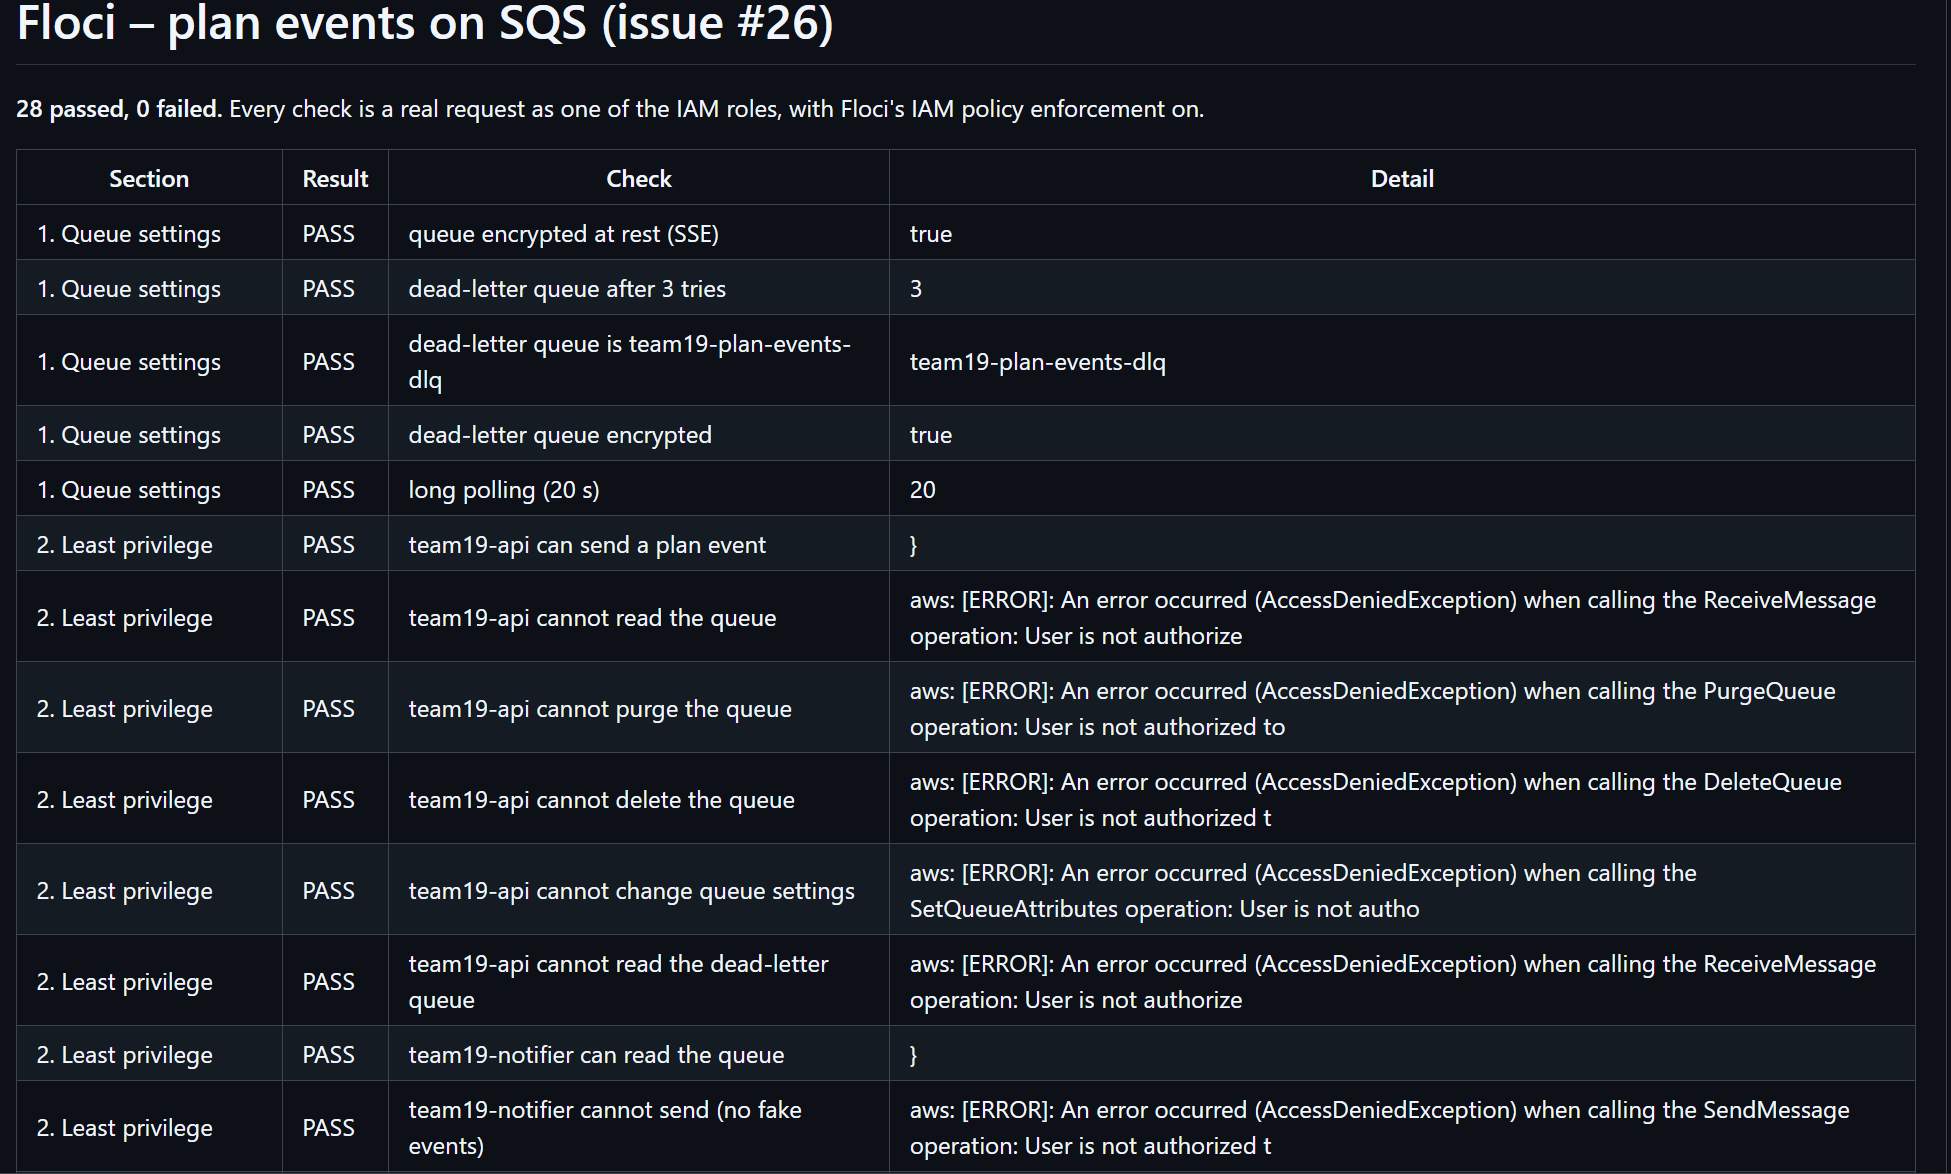 Floci – plan events on SQS (issue #26)
28 passed, 0 failed. Every check is a real request as one of the IAM roles, with Floci's IAM policy enforcement on.
Section Result Check Detail
1. Queue settings PASS queue encrypted at rest (SSE) true
1. Queue settings PASS dead-letter queue after 3 tries 3
1. Queue settings PASS dead-letter queue is team19-plan-events-
dlq team19-plan-events-dlq
1. Queue settings PASS dead-letter queue encrypted true
1. Queue settings PASS long polling (20 s) 20
2. Least privilege PASS team19-api can send a plan event }
2. Least privilege PASS team19-api cannot read the queue aws: [ERROR]: An error occurred (AccessDeniedException) when calling the ReceiveMessage
operation: User is not authorize
2. Least privilege PASS team19-api cannot purge the queue aws: [ERROR]: An error occurred (AccessDeniedException) when calling the PurgeQueue
operation: User is not authorized to
2. Least privilege PASS team19-api cannot delete the queue aws: [ERROR]: An error occurred (AccessDeniedException) when calling the DeleteQueue
operation: User is not authorized t
2. Least privilege PASS team19-api cannot change queue settings aws: [ERROR]: An error occurred (AccessDeniedException) when calling the
SetQueueAttributes operation: User is not autho
2. Least privilege PASS team19-api cannot read the dead-letter
queue aws: [ERROR]: An error occurred (AccessDeniedException) when calling the ReceiveMessage
operation: User is not authorize
2. Least privilege PASS team19-notifier can read the queue }
2. Least privilege PASS team19-notifier cannot send (no fake
events) aws: [ERROR]: An error occurred (AccessDeniedException) when calling the SendMessage
operation: User is not authorized t